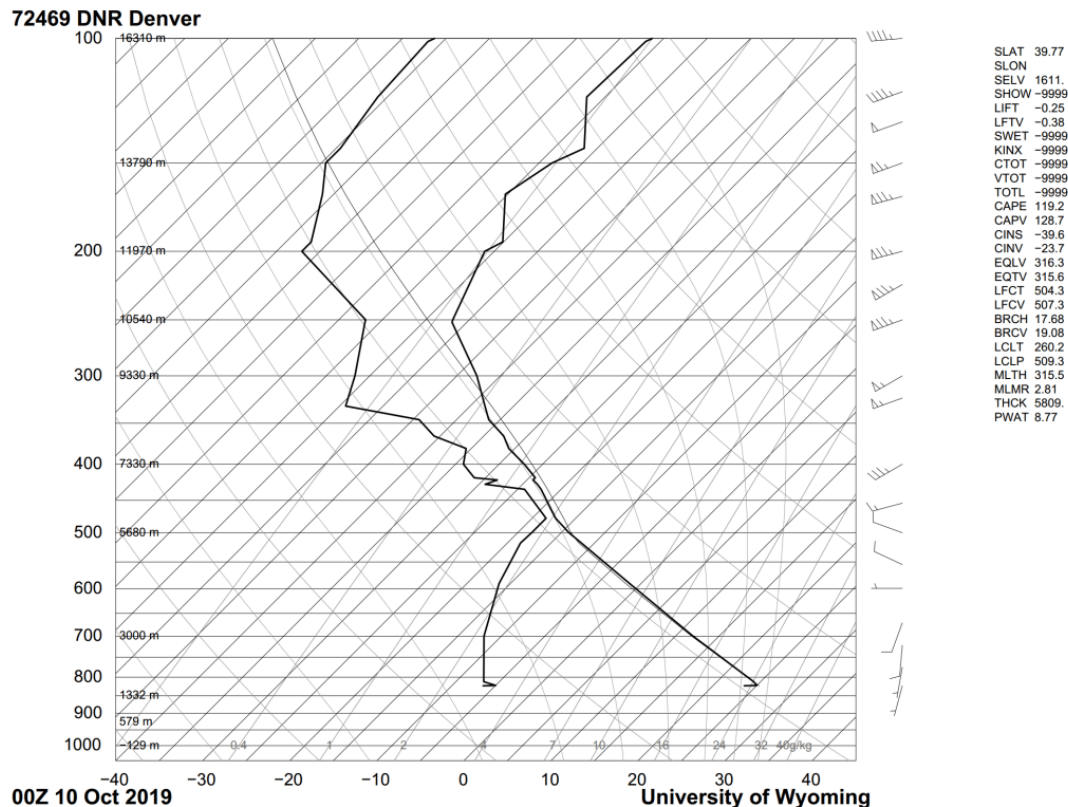 72469 DNR Denver
100
16310 m
13790 m
200
11970 m
10540 m
300
9330 m
400
7330 m
500
5680 m
600
700
3000 m
800
1332 m
900
579 m
1000
−129 m
0.4
1
2
4
7
10
16
24
32
40g/kg
−40
−30
−20
−10
0
10
20
30
40
00Z 10 Oct 2019
University of Wyoming
SLAT 39.77
SLON
SELV 1611.
SHOW −9999
LIFT −0.25
LFTV −0.38
SWET −9999
KINX −9999
CTOT −9999
VTOT −9999
TOTL −9999
CAPE 119.2
CAPV 128.7
CINS −39.6
CINV −23.7
EQLV 316.3
EQTV 315.6
LFCT 504.3
LFCV 507.3
BRCH 17.68
BRCV 19.08
LCLT 260.2
LCLP 509.3
MLTH 315.5
MLMR 2.81
THCK 5809.
PWAT 8.77